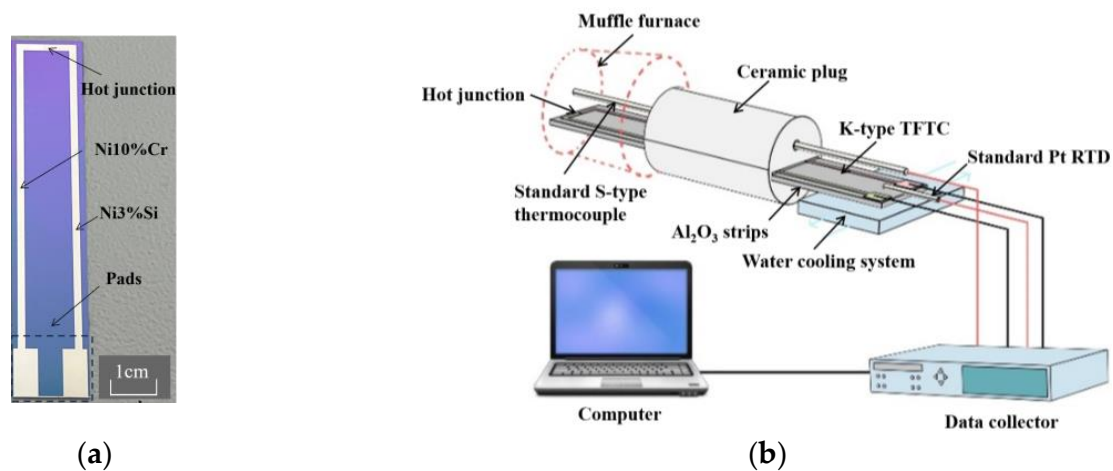 Hot junction
Ni10%Cr
Ni3%Si
Pads
1cm
(a)
Muffle furnace
Ceramic plug
Hot junction
K-type TFTC
Standard Pt RTD
Standard S-type
thermocouple
Al₂O₃ strips
Water cooling system
Computer
Data collector
(b)